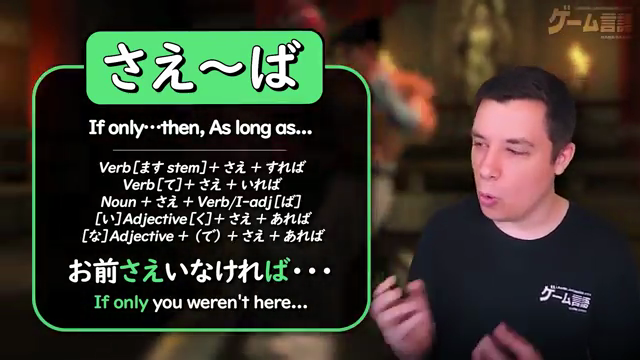 さえ〜ば
If only…then, As long as...
Verb[ます stem]+ さえ + すれば
Verb[て]+ さえ + いれば
Noun + さえ + Verb/I-adj[ば]
[い]Adjective[く]+ さえ + あれば
[な]Adjective +（で）+ さえ + あれば
お前さえいなければ・・・
If only you weren't here...
ゲーム言語
ゲーム言語